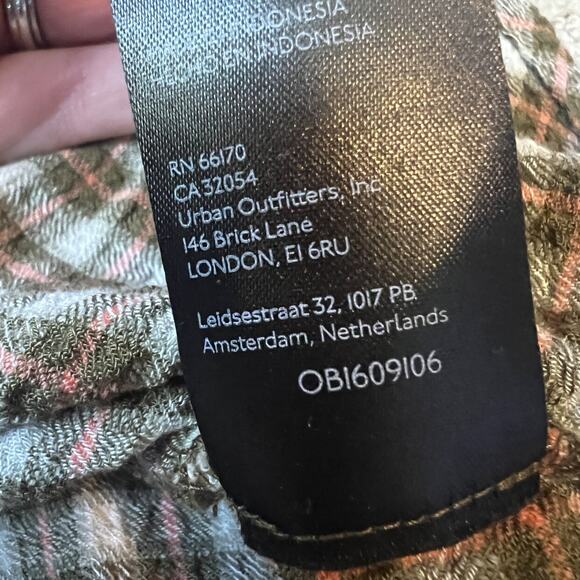 INDONESIA
EN INDONESIA
RN 66170
CA 32054
Urban Outfitters, Inc
146 Brick Lane
LONDON, E1 6RU
Leidsestraat 32, 1017 PB
Amsterdam, Netherlands
OB1609106